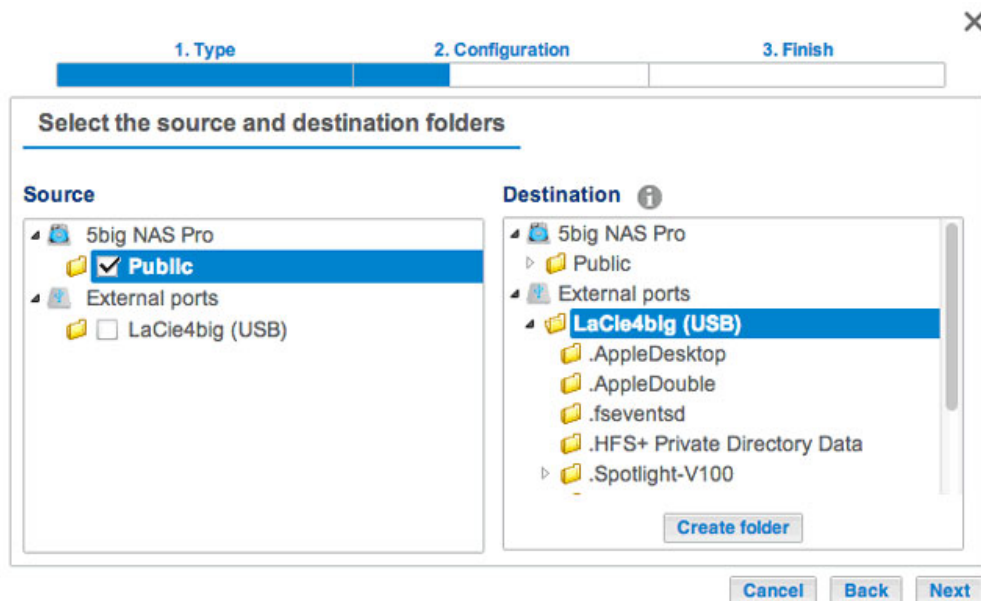 1. Type
2. Configuration
3. Finish
Select the source and destination folders
Source
5big NAS Pro
Public
External ports
LaCie4big (USB)
Destination
5big NAS Pro
Public
External ports
LaCie4big (USB)
.AppleDesktop
.AppleDouble
.fseventsd
.HFS+ Private Directory Data
.Spotlight-V100
Create folder
Cancel
Back
Next